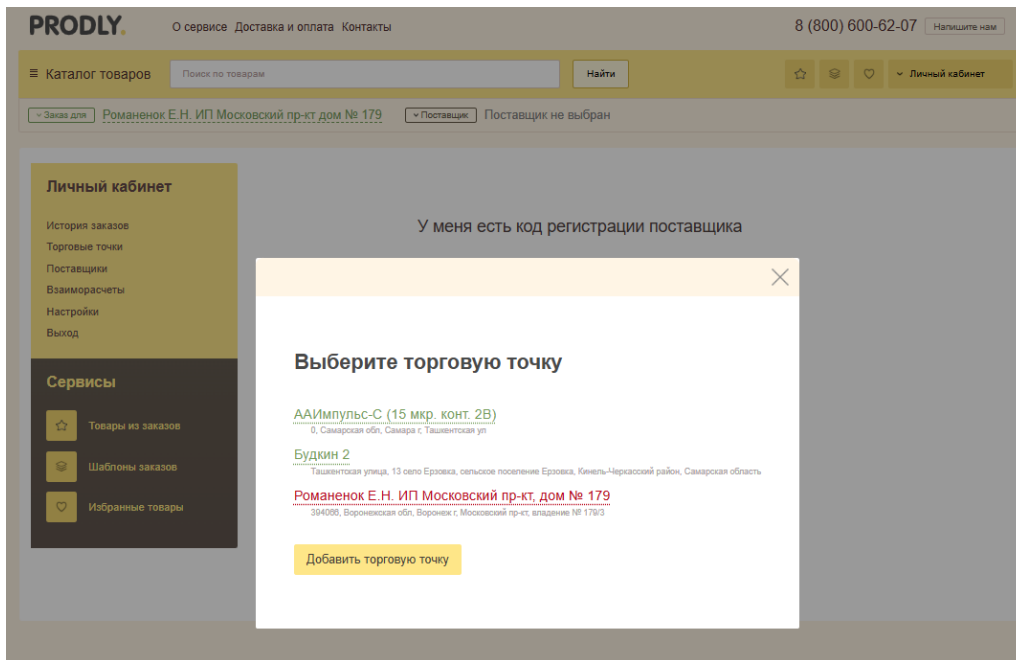 PRODLY.
О сервисе Доставка и оплата Контакты
8 (800) 600-62-07 Напишите нам
Каталог товаров Поиск по товарам Найти Личный кабинет
Заказ для Романенок Е.Н. ИП Московский пр-кт дом № 179 Поставщик Поставщик не выбран
Личный кабинет
История заказов
Торговые точки
Поставщики
Взаиморасчеты
Настройки
Выход
Сервисы
Товары из заказов
Шаблоны заказов
Избранные товары
У меня есть код регистрации поставщика
Выберите торговую точку
ААИмпульс-С (15 мкр. конт. 2В)
0, Самарская обл, Самара г, Ташкентская ул
Будкин 2
Ташкентская улица, 13 село Ерзовка, сельское поселение Ерзовка, Кинель-Черкасский район, Самарская область
Романенок Е.Н. ИП Московский пр-кт, дом № 179
394066, Воронежская обл, Воронеж г, Московский пр-кт, владение № 179/3
Добавить торговую точку